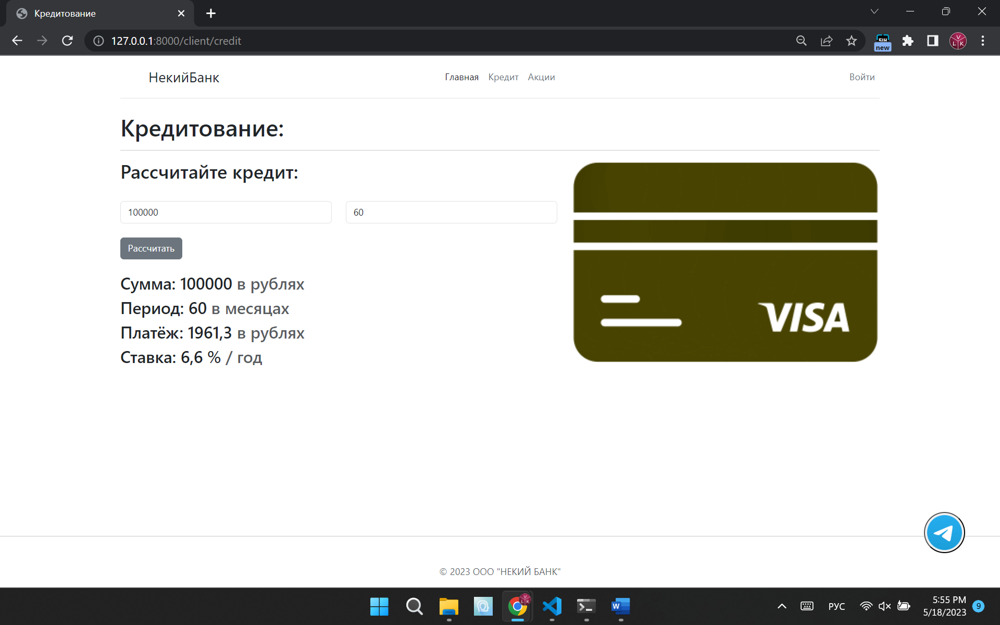 Кредитование
127.0.0.1:8000/client/credit
new
НекийБанк
Главная Кредит Акции
Войти
Кредитование:
Рассчитайте кредит:
100000
60
Рассчитать
Сумма: 100000 в рублях
Период: 60 в месяцах
Платёж: 1961,3 в рублях
Ставка: 6,6 % / год
VISA
© 2023 ООО "НЕКИЙ БАНК"
РУС
5:55 PM
5/18/2023
9